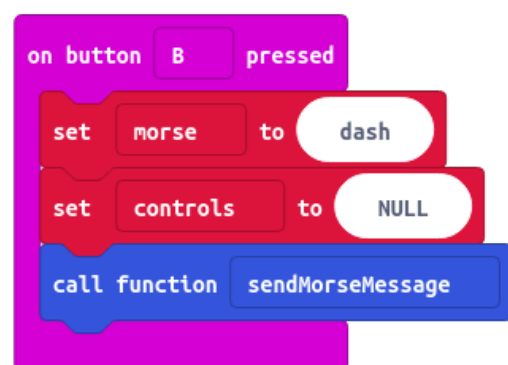 on button B pressed
set morse to dash
set controls to NULL
call function sendMorseMessage